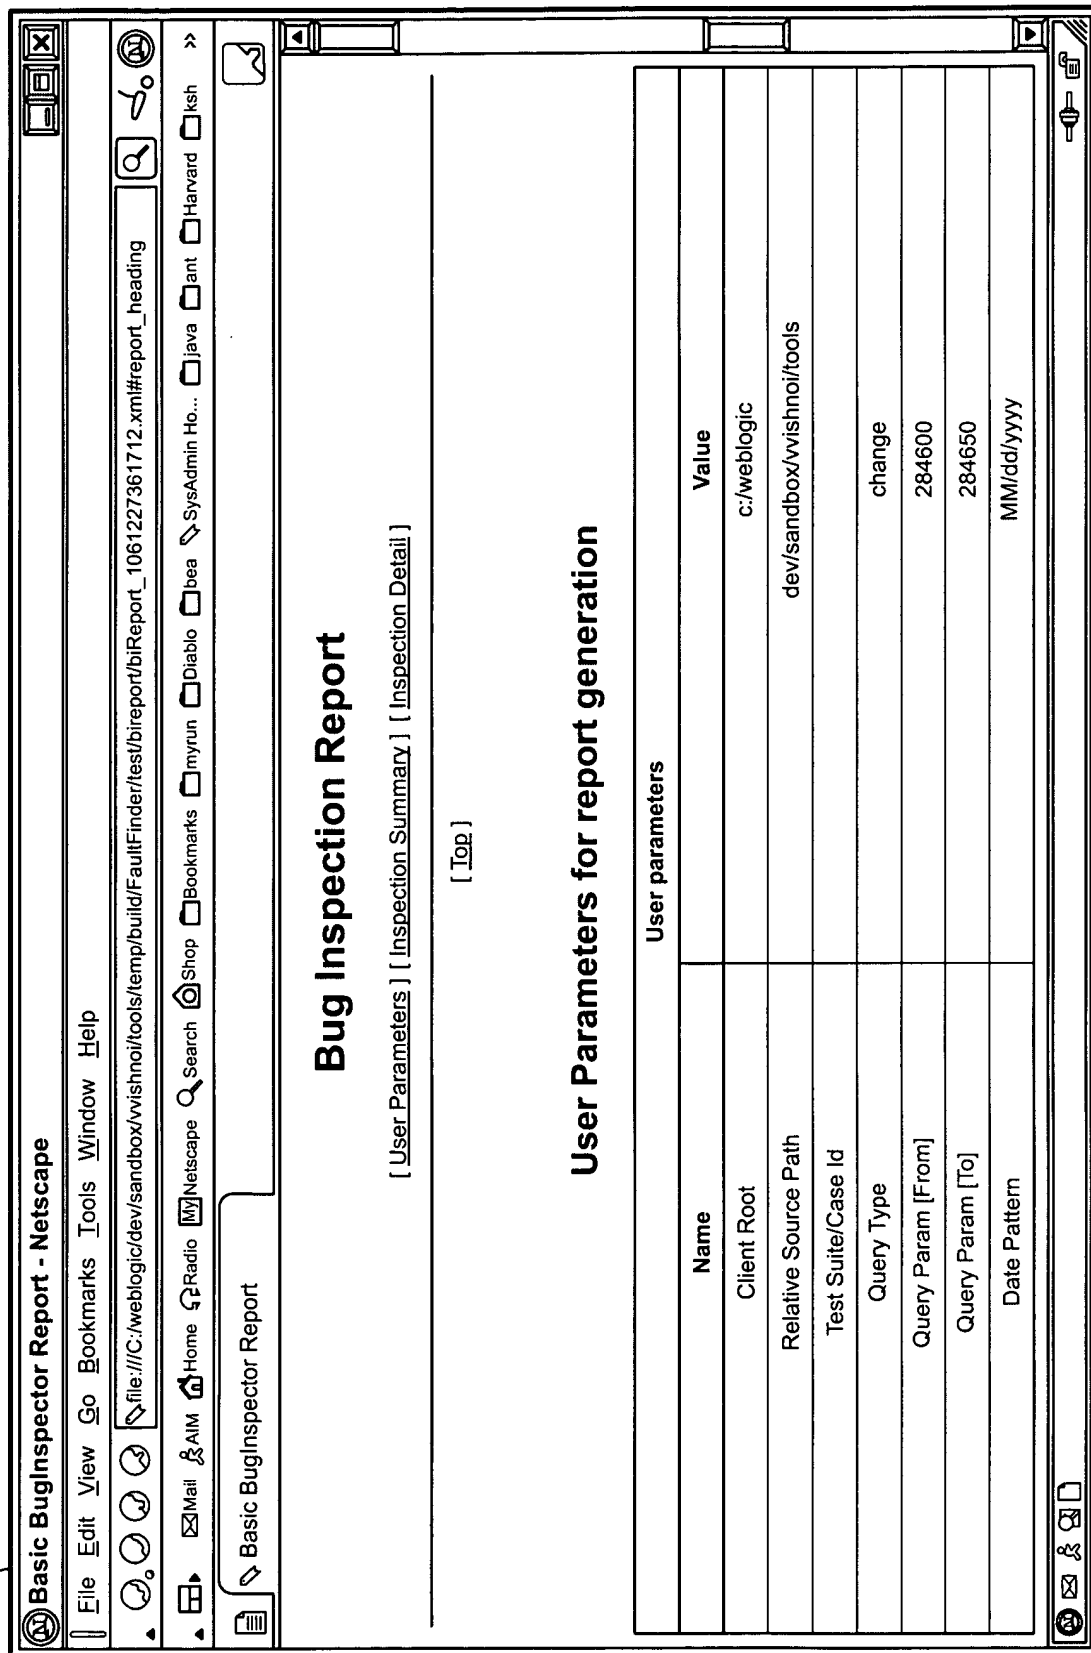 Basic BugInspector Report - Netscape
File Edit View Go Bookmarks Tools Window Help
file:///C:/weblogic/dev/sandbox/vvishnoi/tools/temp/build/FaultFinder/test/bireport/biReport_1061227361712.xml#report_heading
Mail AIM Home Radio My Netscape Search Shop Bookmarks myrun Diablo bea SysAdmin Ho... java ant Harvard ksh »
Basic BugInspector Report
Bug Inspection Report
[ User Parameters ] [ Inspection Summary ] [ Inspection Detail ]
[ Top ]
User Parameters for report generation
User parameters
Name Value
Client Root c:/weblogic
Relative Source Path dev/sandbox/vvishnoi/tools
Test Suite/Case Id
Query Type change
Query Param [From] 284600
Query Param [To] 284650
Date Pattern MM/dd/yyyy